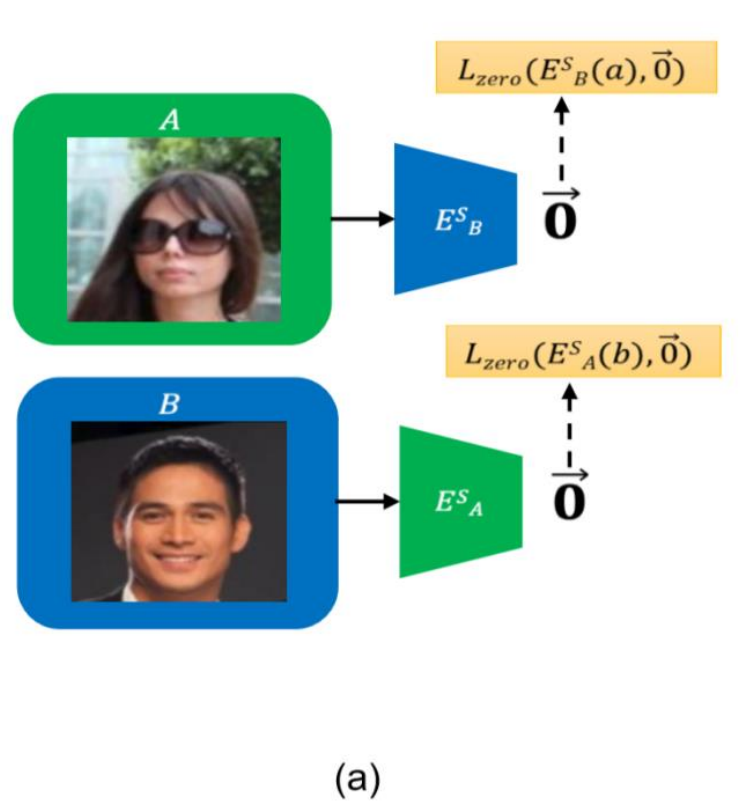 L_zero(E^S_B(a), 0⃗)
A
E^S_B
0⃗
L_zero(E^S_A(b), 0⃗)
B
E^S_A
0⃗
(a)